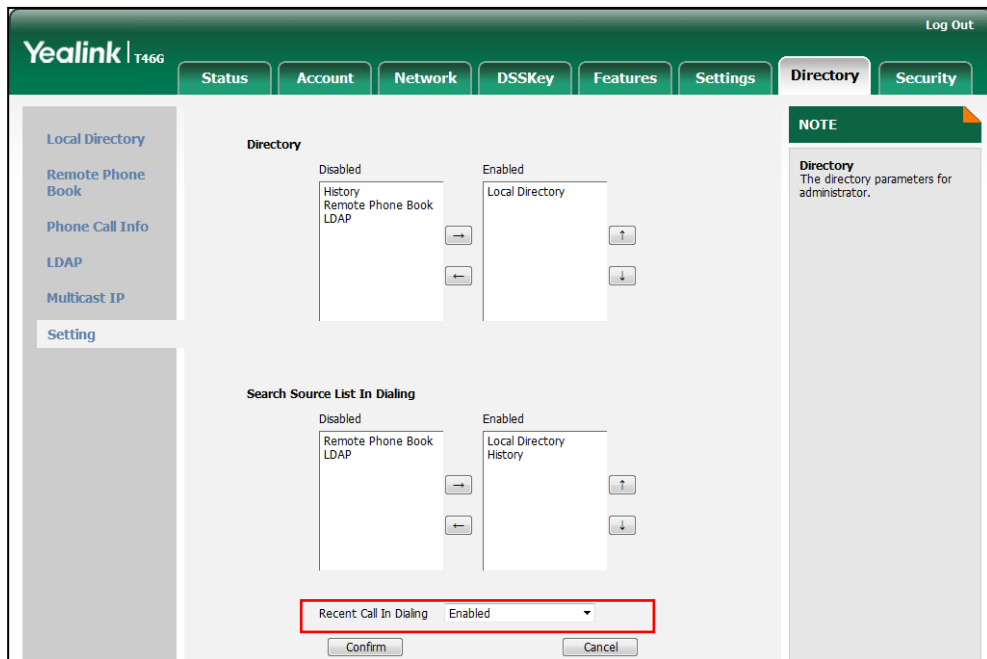 Log Out
Yealink T46G
Status Account Network DSSKey Features Settings Directory Security
Local Directory
Remote Phone
Book
Phone Call Info
LDAP
Multicast IP
Setting
Directory
Disabled
History
Remote Phone Book
LDAP
→
←
Enabled
Local Directory
↑
↓
Search Source List In Dialing
Disabled
Remote Phone Book
LDAP
→
←
Enabled
Local Directory
History
↑
↓
Recent Call In Dialing Enabled
Confirm Cancel
NOTE
Directory
The directory parameters for
administrator.